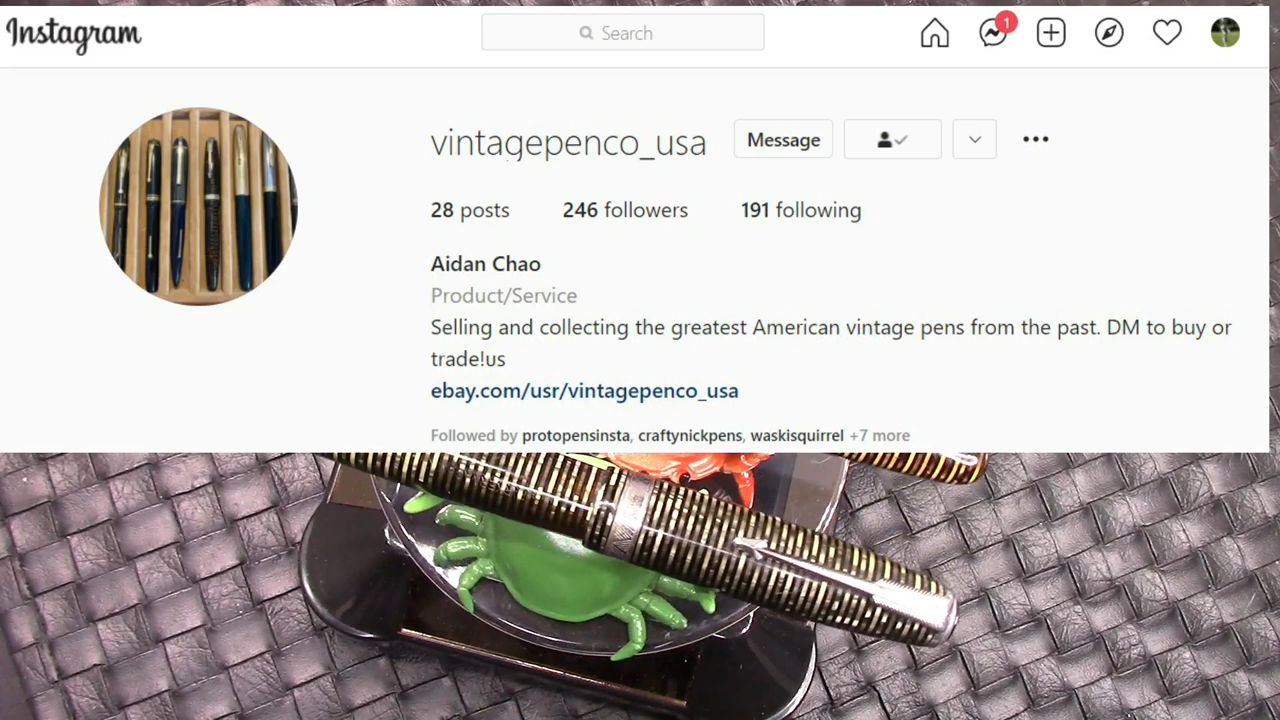 Instagram
Search
1
vintagepenco_usa
Message
28 posts 246 followers 191 following
Aidan Chao
Product/Service
Selling and collecting the greatest American vintage pens from the past. DM to buy or
trade!us
ebay.com/usr/vintagepenco_usa
Followed by protopensinsta, craftynickpens, waskisquirrel +7 more